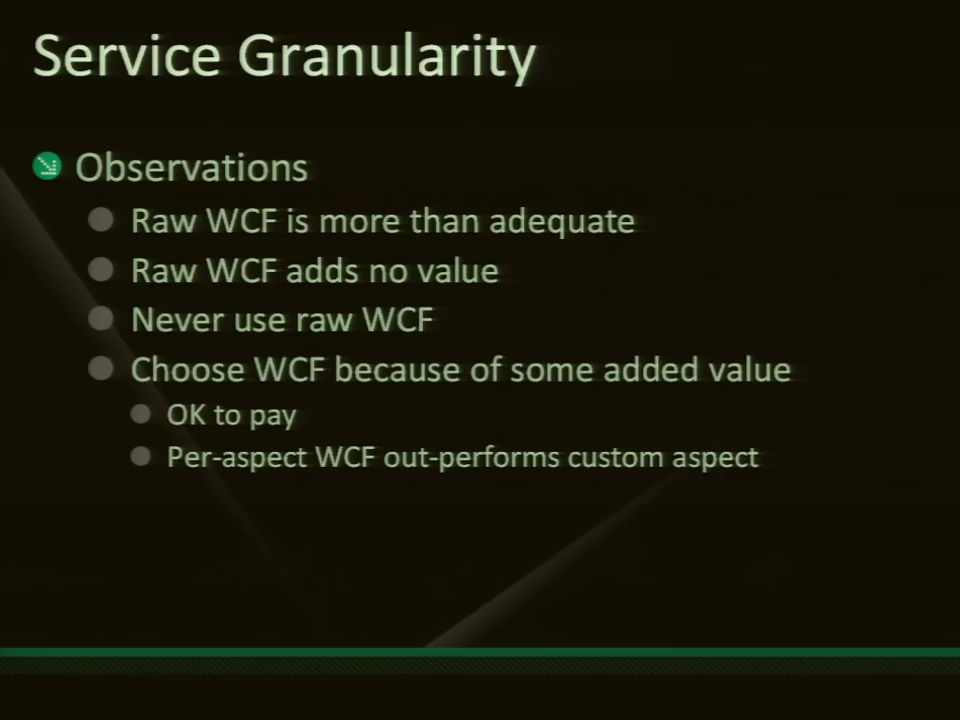 Service Granularity
Observations
Raw WCF is more than adequate
Raw WCF adds no value
Never use raw WCF
Choose WCF because of some added value
OK to pay
Per-aspect WCF out-performs custom aspect